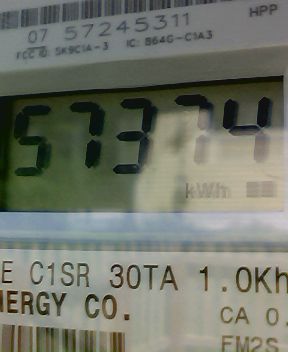 HPP
07 57245311
FCC ID: SK9C1A-3 IC: 864G-C1A3
57374
kWh
E C1SR 30TA 1.0Kh
NERGY CO.
CA 0.
FM2S